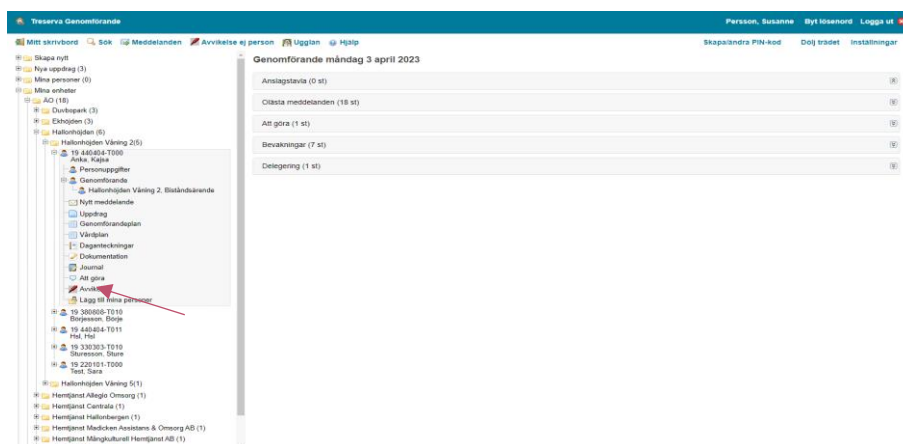 Treserva Genomförande
Persson, Susanne Byt lösenord Logga ut
Mitt skrivbord Sök Meddelanden Avvikelse ej person Ugglan Hjälp
Skapa/ändra PIN-kod Dölj trädet Inställningar
Skapa nytt
Nya uppdrag (3)
Mina personer (0)
Mina enheter
ÄO (18)
Duvbopark (3)
Ekhöjden (3)
Hallonhöjden (6)
Hallonhöjden Våning 2(5)
19 440404-T000
Anka, Kajsa
Personuppgifter
Genomförande
Hallonhöjden Våning 2, Biståndsärende
Nytt meddelande
Uppdrag
Genomförandeplan
Vårdplan
Daganteckningar
Dokumentation
Journal
Att göra
Lägg till mina personer
19 380808-T010
Börjesson, Börje
19 440404-T011
Hsl, Hsl
19 330303-T010
Sturesson, Sture
19 220101-T000
Test, Sara
Hallonhöjden Våning 5(1)
Hemtjänst Allegio Omsorg (1)
Hemtjänst Centrala (1)
Hemtjänst Hallonbergen (1)
Hemtjänst Madicken Assistans & Omsorg AB (1)
Hemtjänst Mångkulturell Hemtjänst AB (1)
Genomförande måndag 3 april 2023
Anslagstavla (0 st)
Olästa meddelanden (18 st)
Att göra (1 st)
Bevakningar (7 st)
Delegering (1 st)